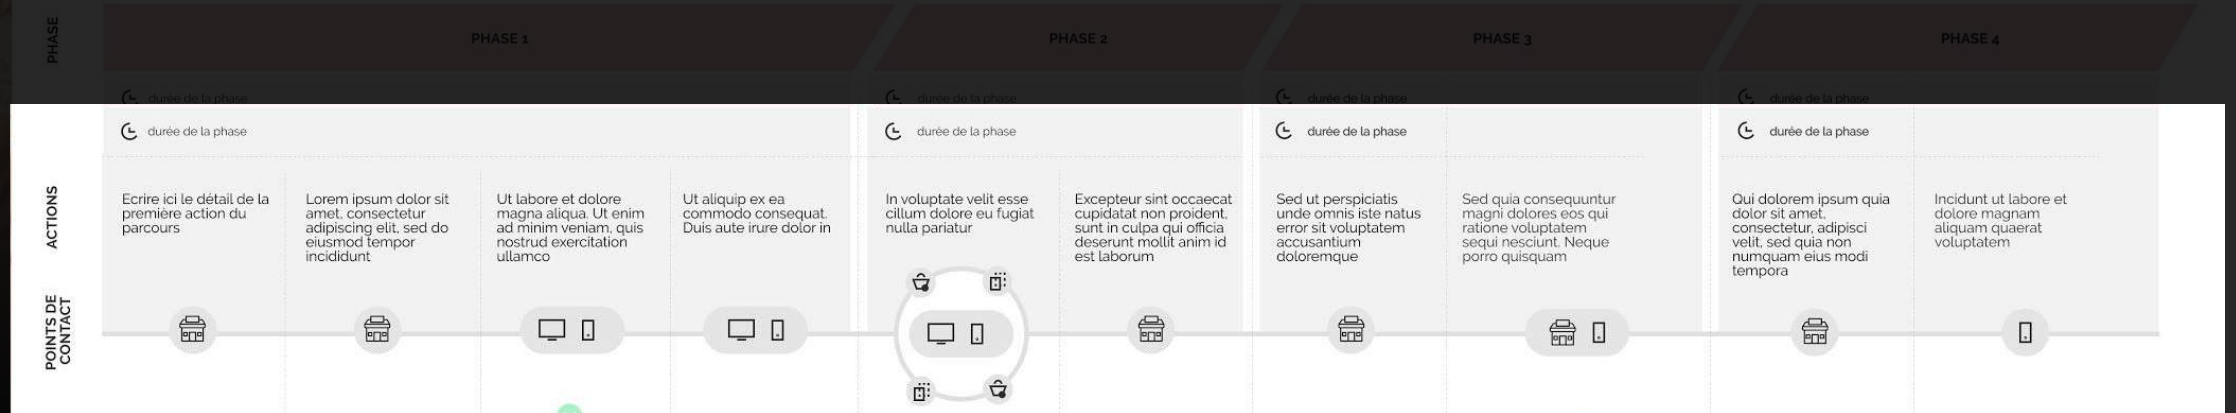 PHASE
PHASE 1
PHASE 2
PHASE 3
PHASE 4
durée de la phase
durée de la phase
durée de la phase
durée de la phase
durée de la phase
durée de la phase
durée de la phase
durée de la phase
ACTIONS
Ecrire ici le détail de la
première action du
parcours
Lorem ipsum dolor sit
amet, consectetur
adipiscing elit, sed do
eiusmod tempor
incididunt
Ut labore et dolore
magna aliqua. Ut enim
ad minim veniam, quis
nostrud exercitation
ullamco
Ut aliquip ex ea
commodo consequat.
Duis aute irure dolor in
In voluptate velit esse
cillum dolore eu fugiat
nulla pariatur
Excepteur sint occaecat
cupidatat non proident,
sunt in culpa qui officia
deserunt mollit anim id
est laborum
Sed ut perspiciatis
unde omnis iste natus
error sit voluptatem
accusantium
doloremque
Sed quia consequuntur
magni dolores eos qui
ratione voluptatem
sequi nesciunt. Neque
porro quisquam
Qui dolorem ipsum quia
dolor sit amet,
consectetur, adipisci
velit, sed quia non
numquam eius modi
tempora
Incidunt ut labore et
dolore magnam
aliquam quaerat
voluptatem
POINTS DE
CONTACT